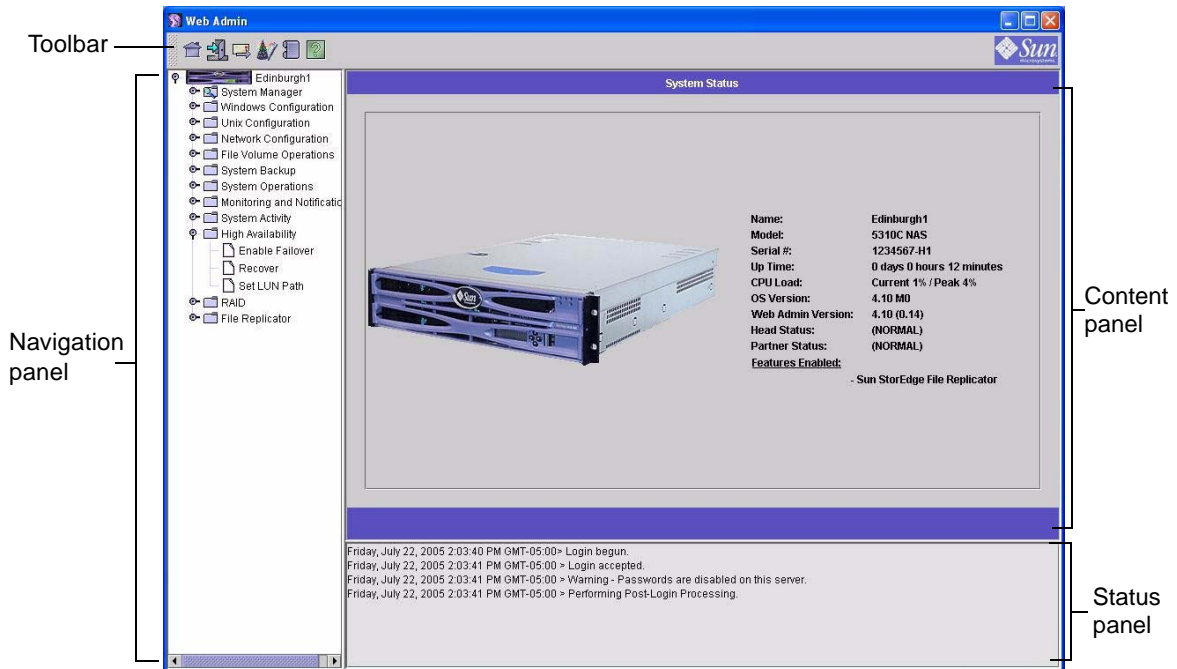 Web Admin
Toolbar
Sun
microsystems
Edinburgh1
System Manager
Windows Configuration
Unix Configuration
Network Configuration
File Volume Operations
System Backup
System Operations
Monitoring and Notificatic
System Activity
High Availability
Enable Failover
Recover
Set LUN Path
RAID
File Replicator
Navigation
panel
System Status
Sun
Name: Edinburgh1
Model: 5310C NAS
Serial #: 1234567-H1
Up Time: 0 days 0 hours 12 minutes
CPU Load: Current 1% / Peak 4%
OS Version: 4.10 M0
Web Admin Version: 4.10 (0.14)
Head Status: (NORMAL)
Partner Status: (NORMAL)
Features Enabled:
- Sun StorEdge File Replicator
Content
panel
Friday, July 22, 2005 2:03:40 PM GMT-05:00> Login begun.
Friday, July 22, 2005 2:03:41 PM GMT-05:00 > Login accepted.
Friday, July 22, 2005 2:03:41 PM GMT-05:00 > Warning - Passwords are disabled on this server.
Friday, July 22, 2005 2:03:41 PM GMT-05:00 > Performing Post-Login Processing.
Status
panel